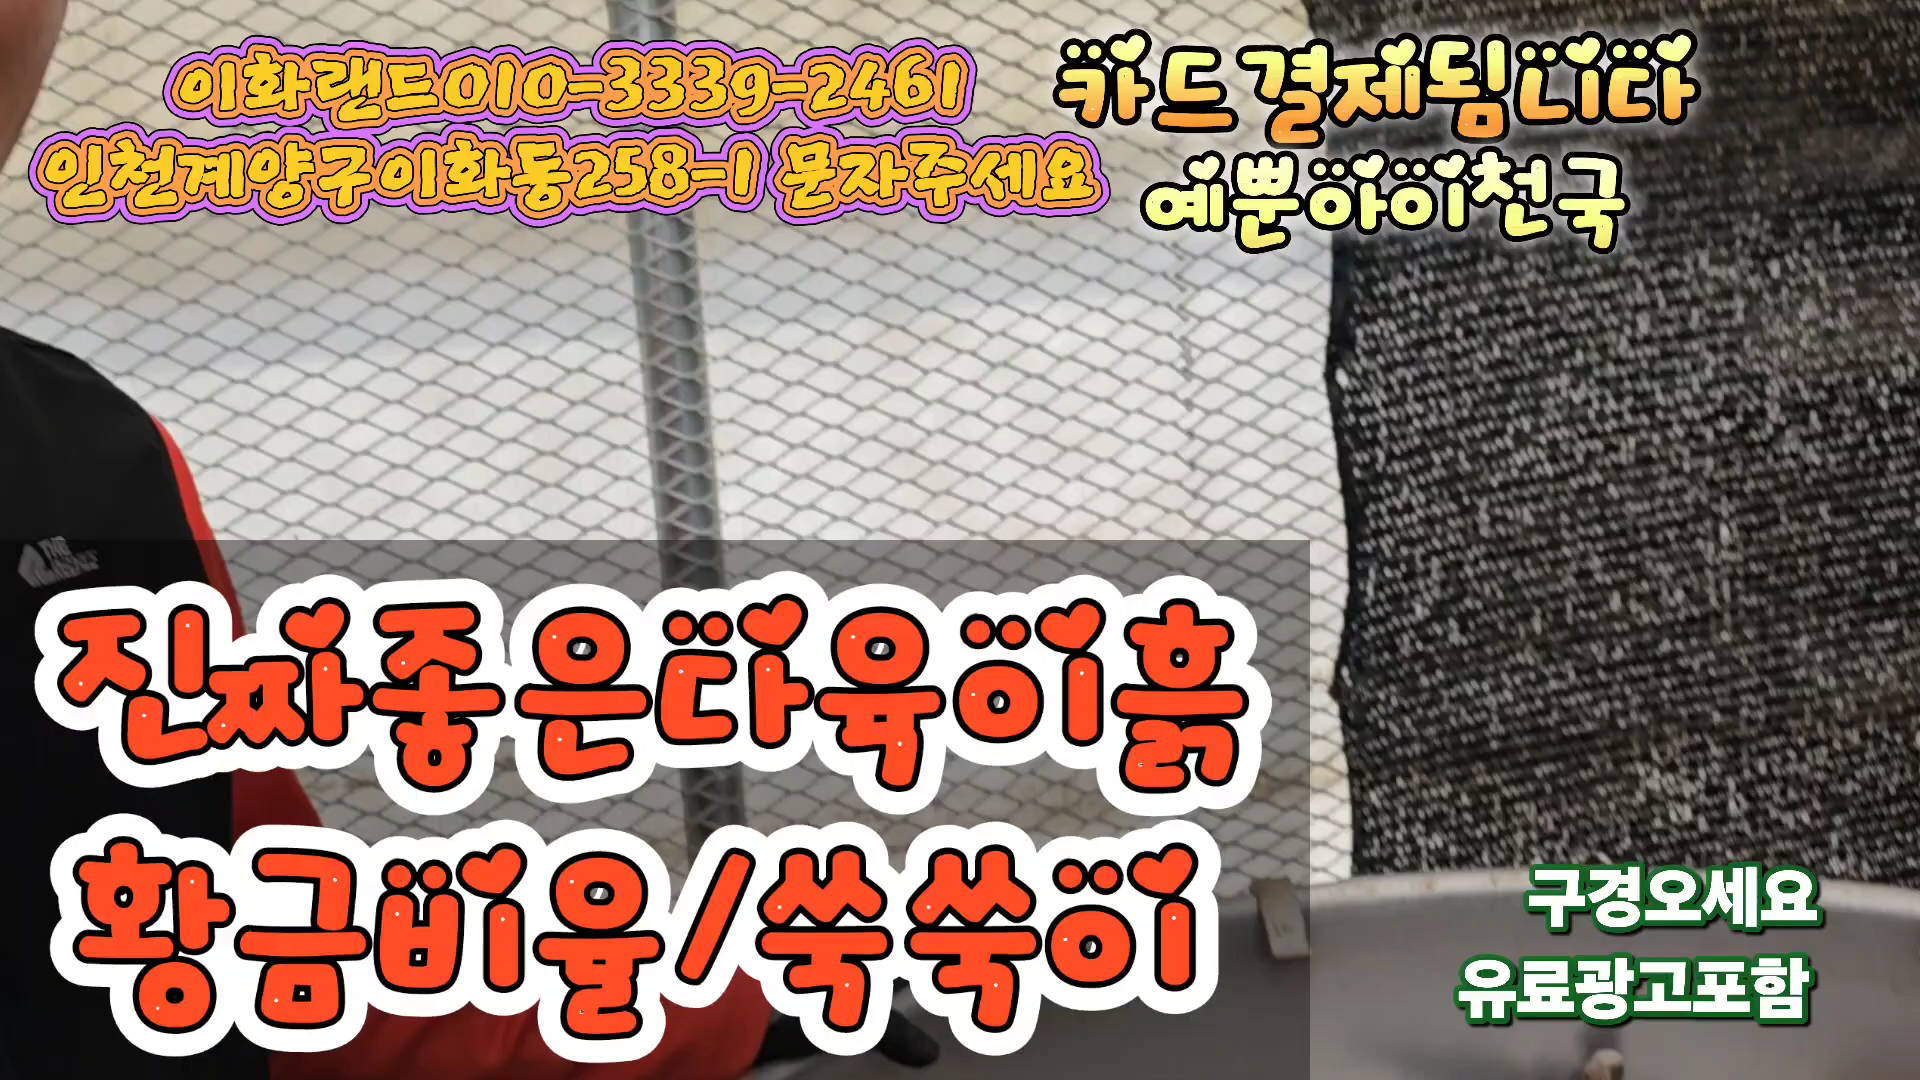 이화랜드010-3339-2461
인천계양구이화동258-1 문자주세요
카드결제됩니다
예쁜아이천국
진짜좋은다육이흙
황금비율/쑥쑥이
구경오세요
유료광고포함